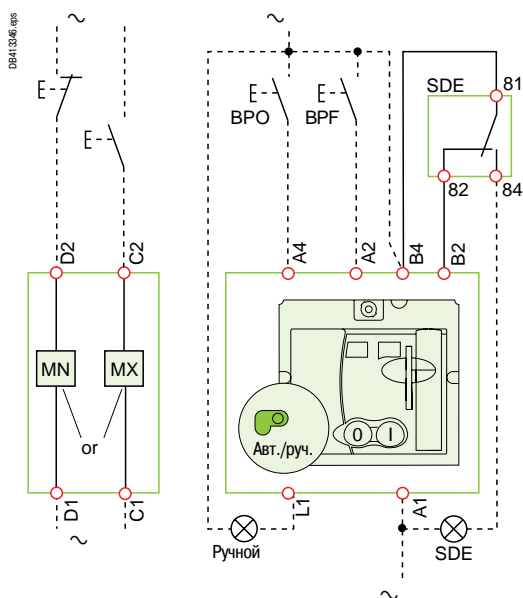 DB413346.eps
~
~
E
E
E
BPO
E
BPF
SDE
81
82
84
D2
C2
A4
A2
B4
B2
MN
MX
or
O
I
Авт./руч.
D1
C1
~
L1
A1
Ручной
SDE
~